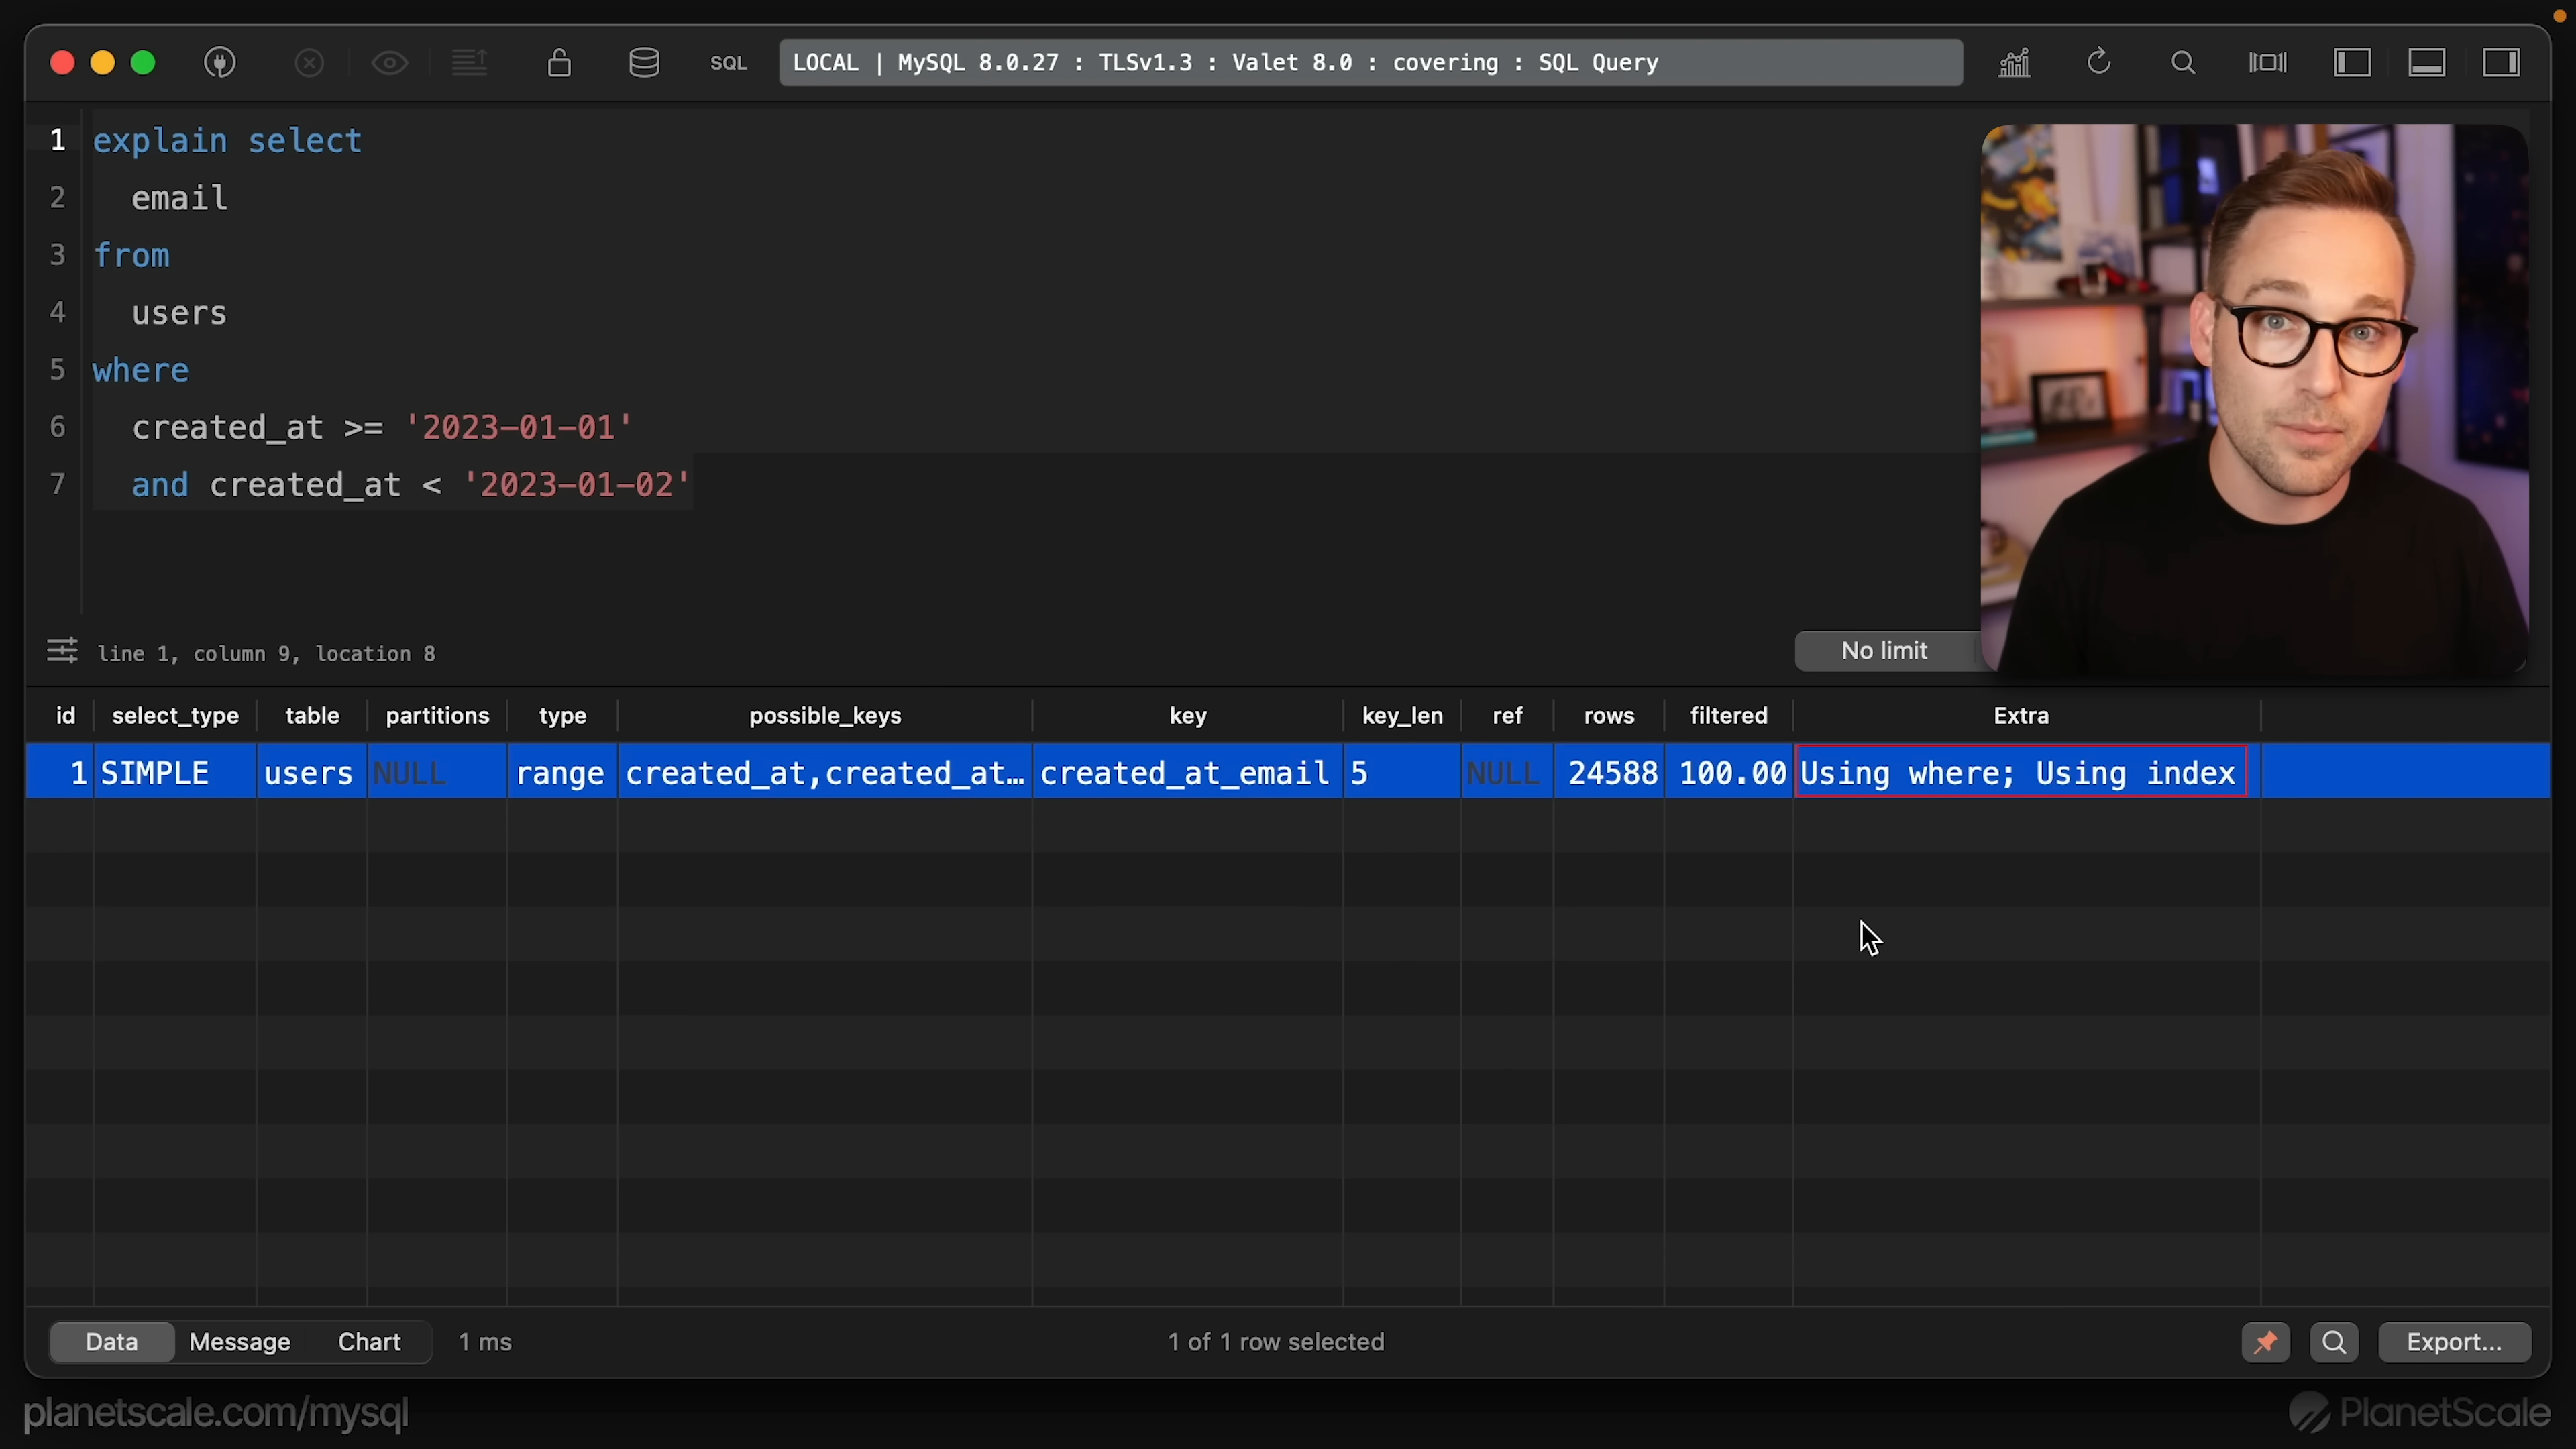 SQL LOCAL | MySQL 8.0.27 : TLSv1.3 : Valet 8.0 : covering : SQL Query
1 explain select
2 email
3 from
4 users
5 where
6 created_at >= '2023-01-01'
7 and created_at < '2023-01-02'
line 1, column 9, location 8 No limit
id select_type table partitions type possible_keys key key_len ref rows filtered Extra
1 SIMPLE users NULL range created_at,created_at… created_at_email 5 NULL 24588 100.00 Using where; Using index
Data Message Chart 1 ms 1 of 1 row selected Export...
planetscale.com/mysql PlanetScale